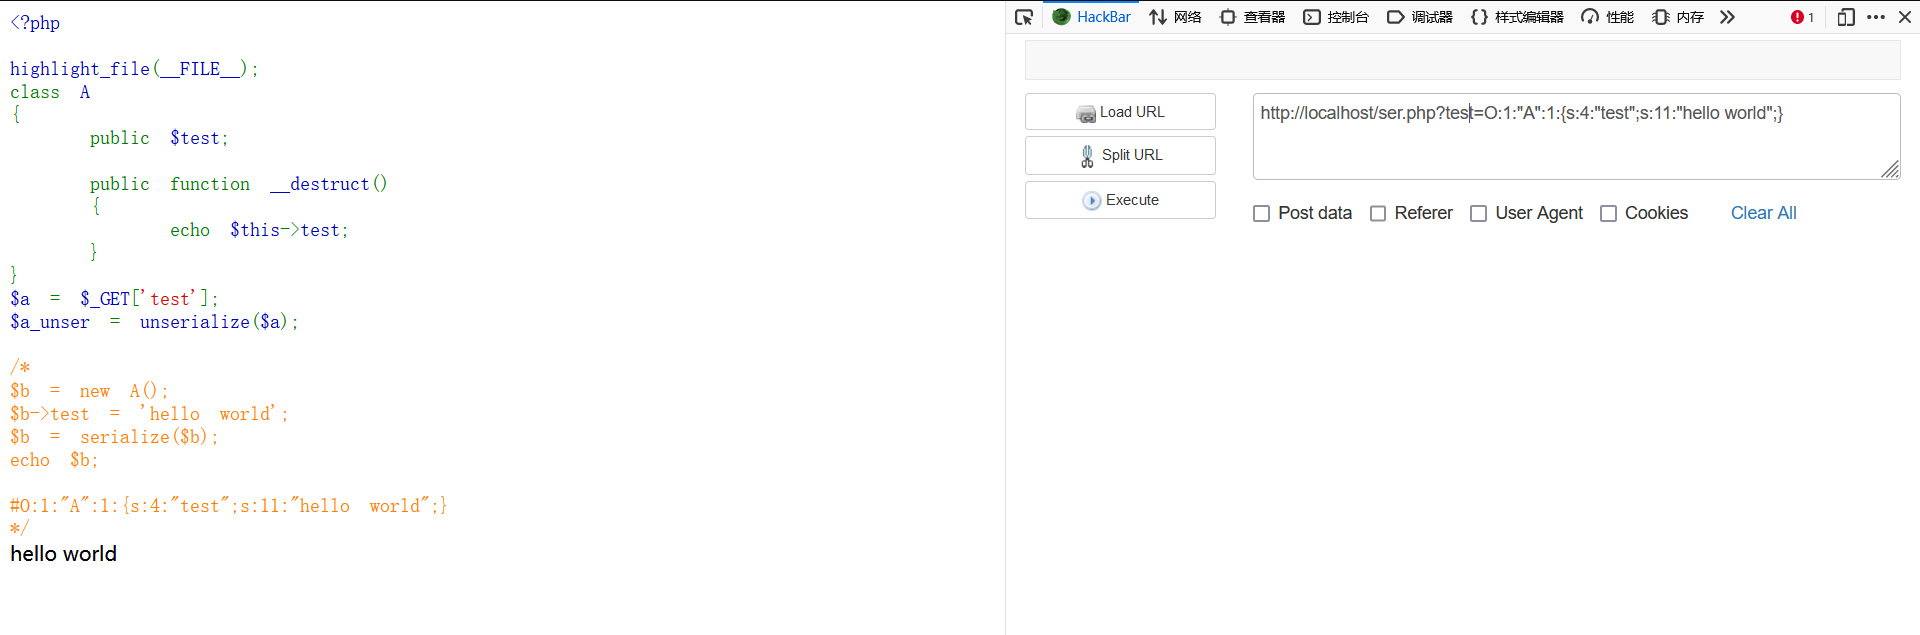 <?php
highlight_file(__FILE__);
class A
{
public $test;
public function __destruct()
{
echo $this->test;
}
}
$a = $_GET['test'];
$a_unser = unserialize($a);
/*
$b = new A();
$b->test = 'hello world';
$b = serialize($b);
echo $b;
#O:1:"A":1:{s:4:"test";s:11:"hello world";}
*/
hello world
HackBar 网络 查看器 控制台 调试器 {} 样式编辑器 性能 内存 1
Load URL
Split URL
Execute
http://localhost/ser.php?test=O:1:"A":1:{s:4:"test";s:11:"hello world";}
Post data Referer User Agent Cookies Clear All